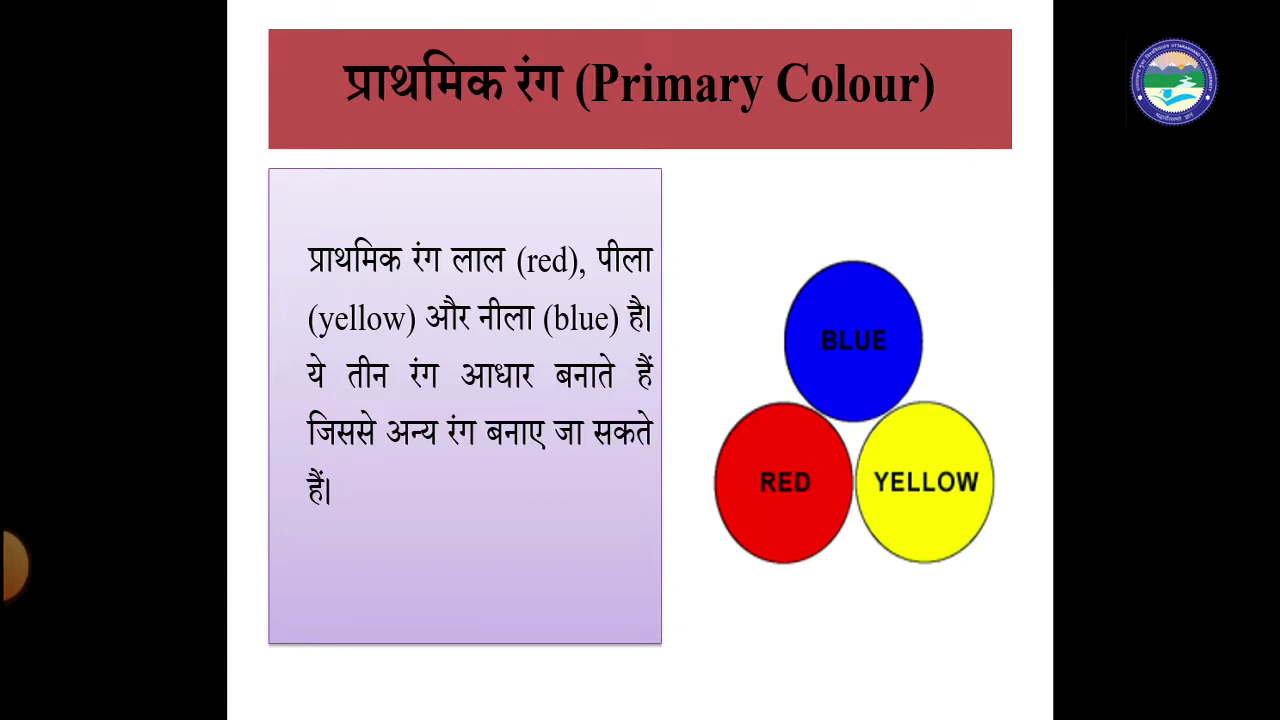 प्राथमिक रंग (Primary Colour)
प्राथमिक रंग लाल (red), पीला
(yellow) और नीला (blue) है।
ये तीन रंग आधार बनाते हैं
जिससे अन्य रंग बनाए जा सकते
हैं।
BLUE
RED
YELLOW